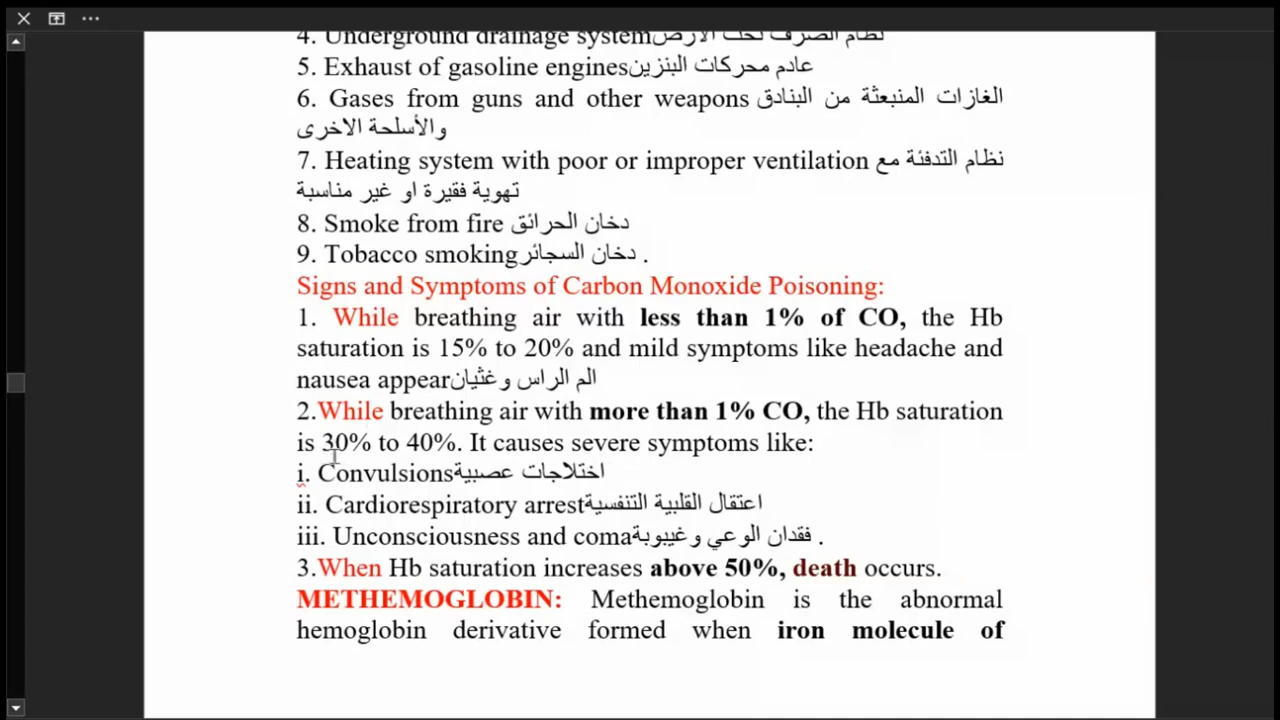 4. Underground drainage systemنظام الصرف تحت الارض
5. Exhaust of gasoline enginesعادم محركات البنزين
6. Gases from guns and other weapons الغازات المنبعثة من البنادق
والأسلحة الاخرى
7. Heating system with poor or improper ventilation نظام التدفئة مع
تهوية فقيرة او غير مناسبة
8. Smoke from fire دخان الحرائق
9. Tobacco smokingدخان السجائر .
Signs and Symptoms of Carbon Monoxide Poisoning:
1. While breathing air with less than 1% of CO, the Hb
saturation is 15% to 20% and mild symptoms like headache and
nausea appearالم الراس وغثيان
2.While breathing air with more than 1% CO, the Hb saturation
is 30% to 40%. It causes severe symptoms like:
i. Convulsionsاختلاجات عصبية
ii. Cardiorespiratory arrestاعتقال القلبية التنفسية
iii. Unconsciousness and comaفقدان الوعي وغيبوبة .
3.When Hb saturation increases above 50%, death occurs.
METHEMOGLOBIN: Methemoglobin is the abnormal
hemoglobin derivative formed when iron molecule of